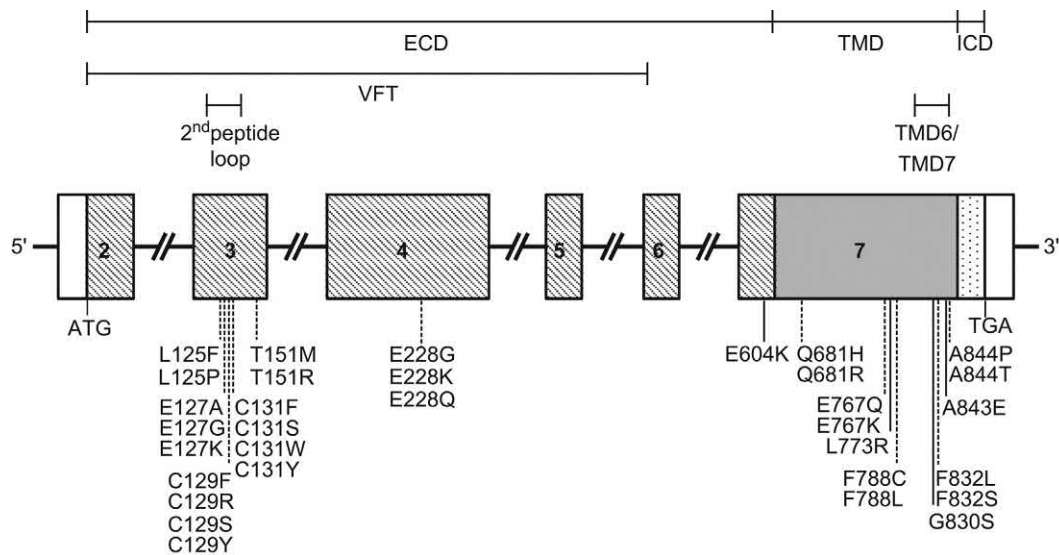 ECD
TMD
ICD
VFT
2nd peptide
loop
TMD6/
TMD7
5'
2
3
4
5
6
7
3'
ATG
TGA
L125F
L125P
E127A
E127G
E127K
C129F
C129R
C129S
C129Y
T151M
T151R
C131F
C131S
C131W
C131Y
E228G
E228K
E228Q
E604K
Q681H
Q681R
E767Q
E767K
L773R
F788C
F788L
A844P
A844T
A843E
F832L
F832S
G830S